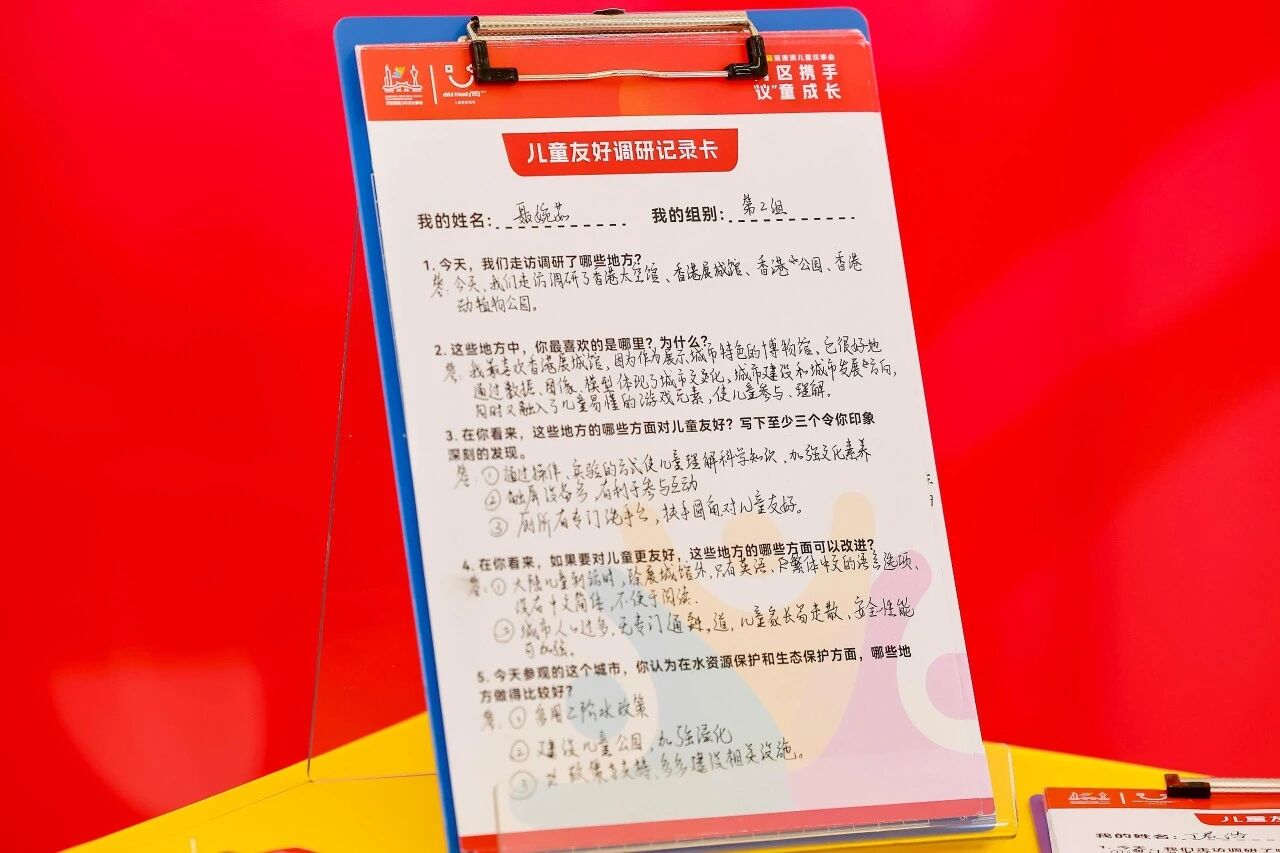 观澜湖儿童议事会
区携手
议"童成长
儿童友好调研记录卡
我的姓名: 聂婉茹 我的组别: 第2组
1. 今天，我们走访调研了哪些地方?
答: 今天、我们走访调研了香港太空馆、香港展城馆、香港公园、香港
动植物公园。
2. 这些地方中，你最喜欢的是哪里? 为什么?
答: 我最喜欢香港展城馆，因为作为展示城市特色的博物馆、它很好地
通过数据、图像、模型体现了城市文化，城市建设和城市发展方向，
同时又融入了儿童易懂的游戏元素，使儿童参与、理解。
3. 在你看来，这些地方的哪些方面对儿童友好? 写下至少三个令你印象
深刻的发现。
答: ① 通过操作、实验的方式使儿童理解科学知识、加强文化素养
② 触屏设备多，有利于参与互动
③ 厕所有专门洗手台，扶手圆角对儿童友好。
4. 在你看来，如果要对儿童更友好，这些地方的哪些方面可以改进?
答: ① 大陆儿童到访时，除展城馆外，只有英语、繁体中文的语言选项、
没有中文简体，不便于阅读.
② 城市人口过多，无专门通道，儿童家长易走散、安全性能
可加强。
5. 今天参观的这个城市，你认为在水资源保护和生态保护方面，哪些地
方做得比较好?
答: ① 多用三阶水政策
② 建设儿童公园，加强绿化
③ 政策支持、多多建设相关设施。
儿童友
我的姓名: